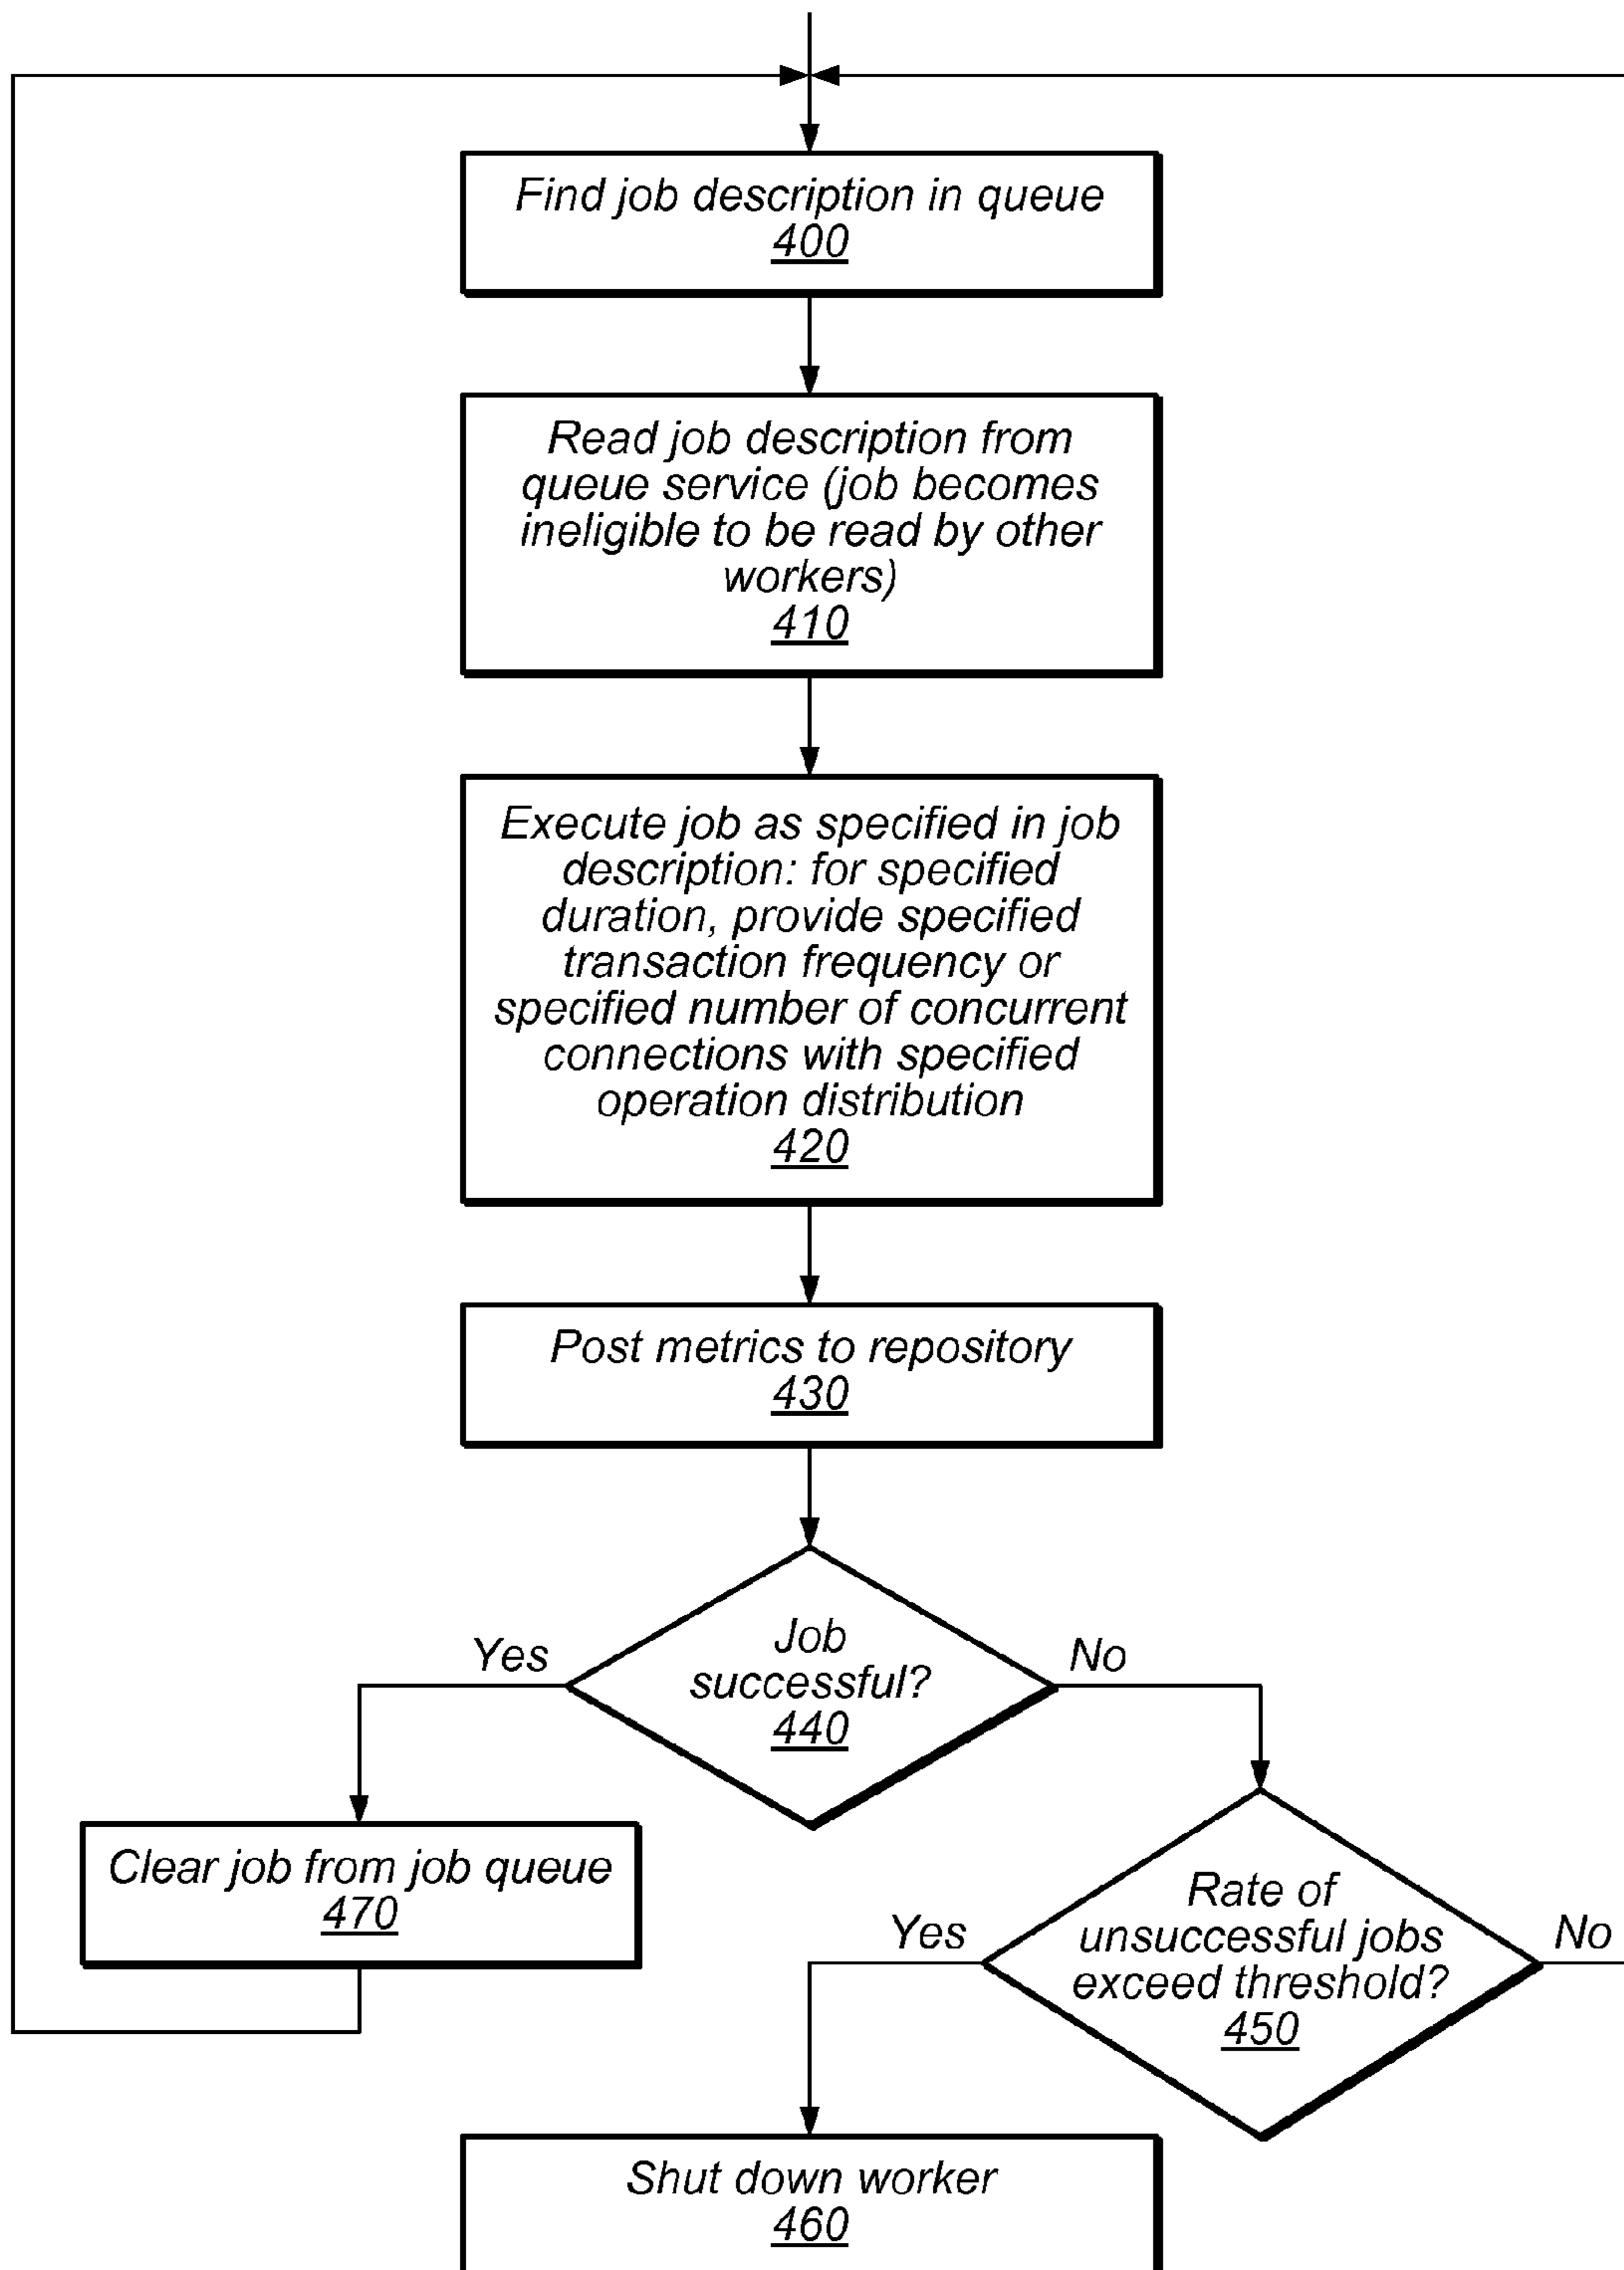 Find job description in queue
400
Read job description from
queue service (job becomes
ineligible to be read by other
workers)
410
Execute job as specified in job
description: for specified
duration, provide specified
transaction frequency or
specified number of concurrent
connections with specified
operation distribution
420
Post metrics to repository
430
Job
successful?
440
Yes
No
Clear job from job queue
470
Rate of
unsuccessful jobs
exceed threshold?
450
Yes
No
Shut down worker
460